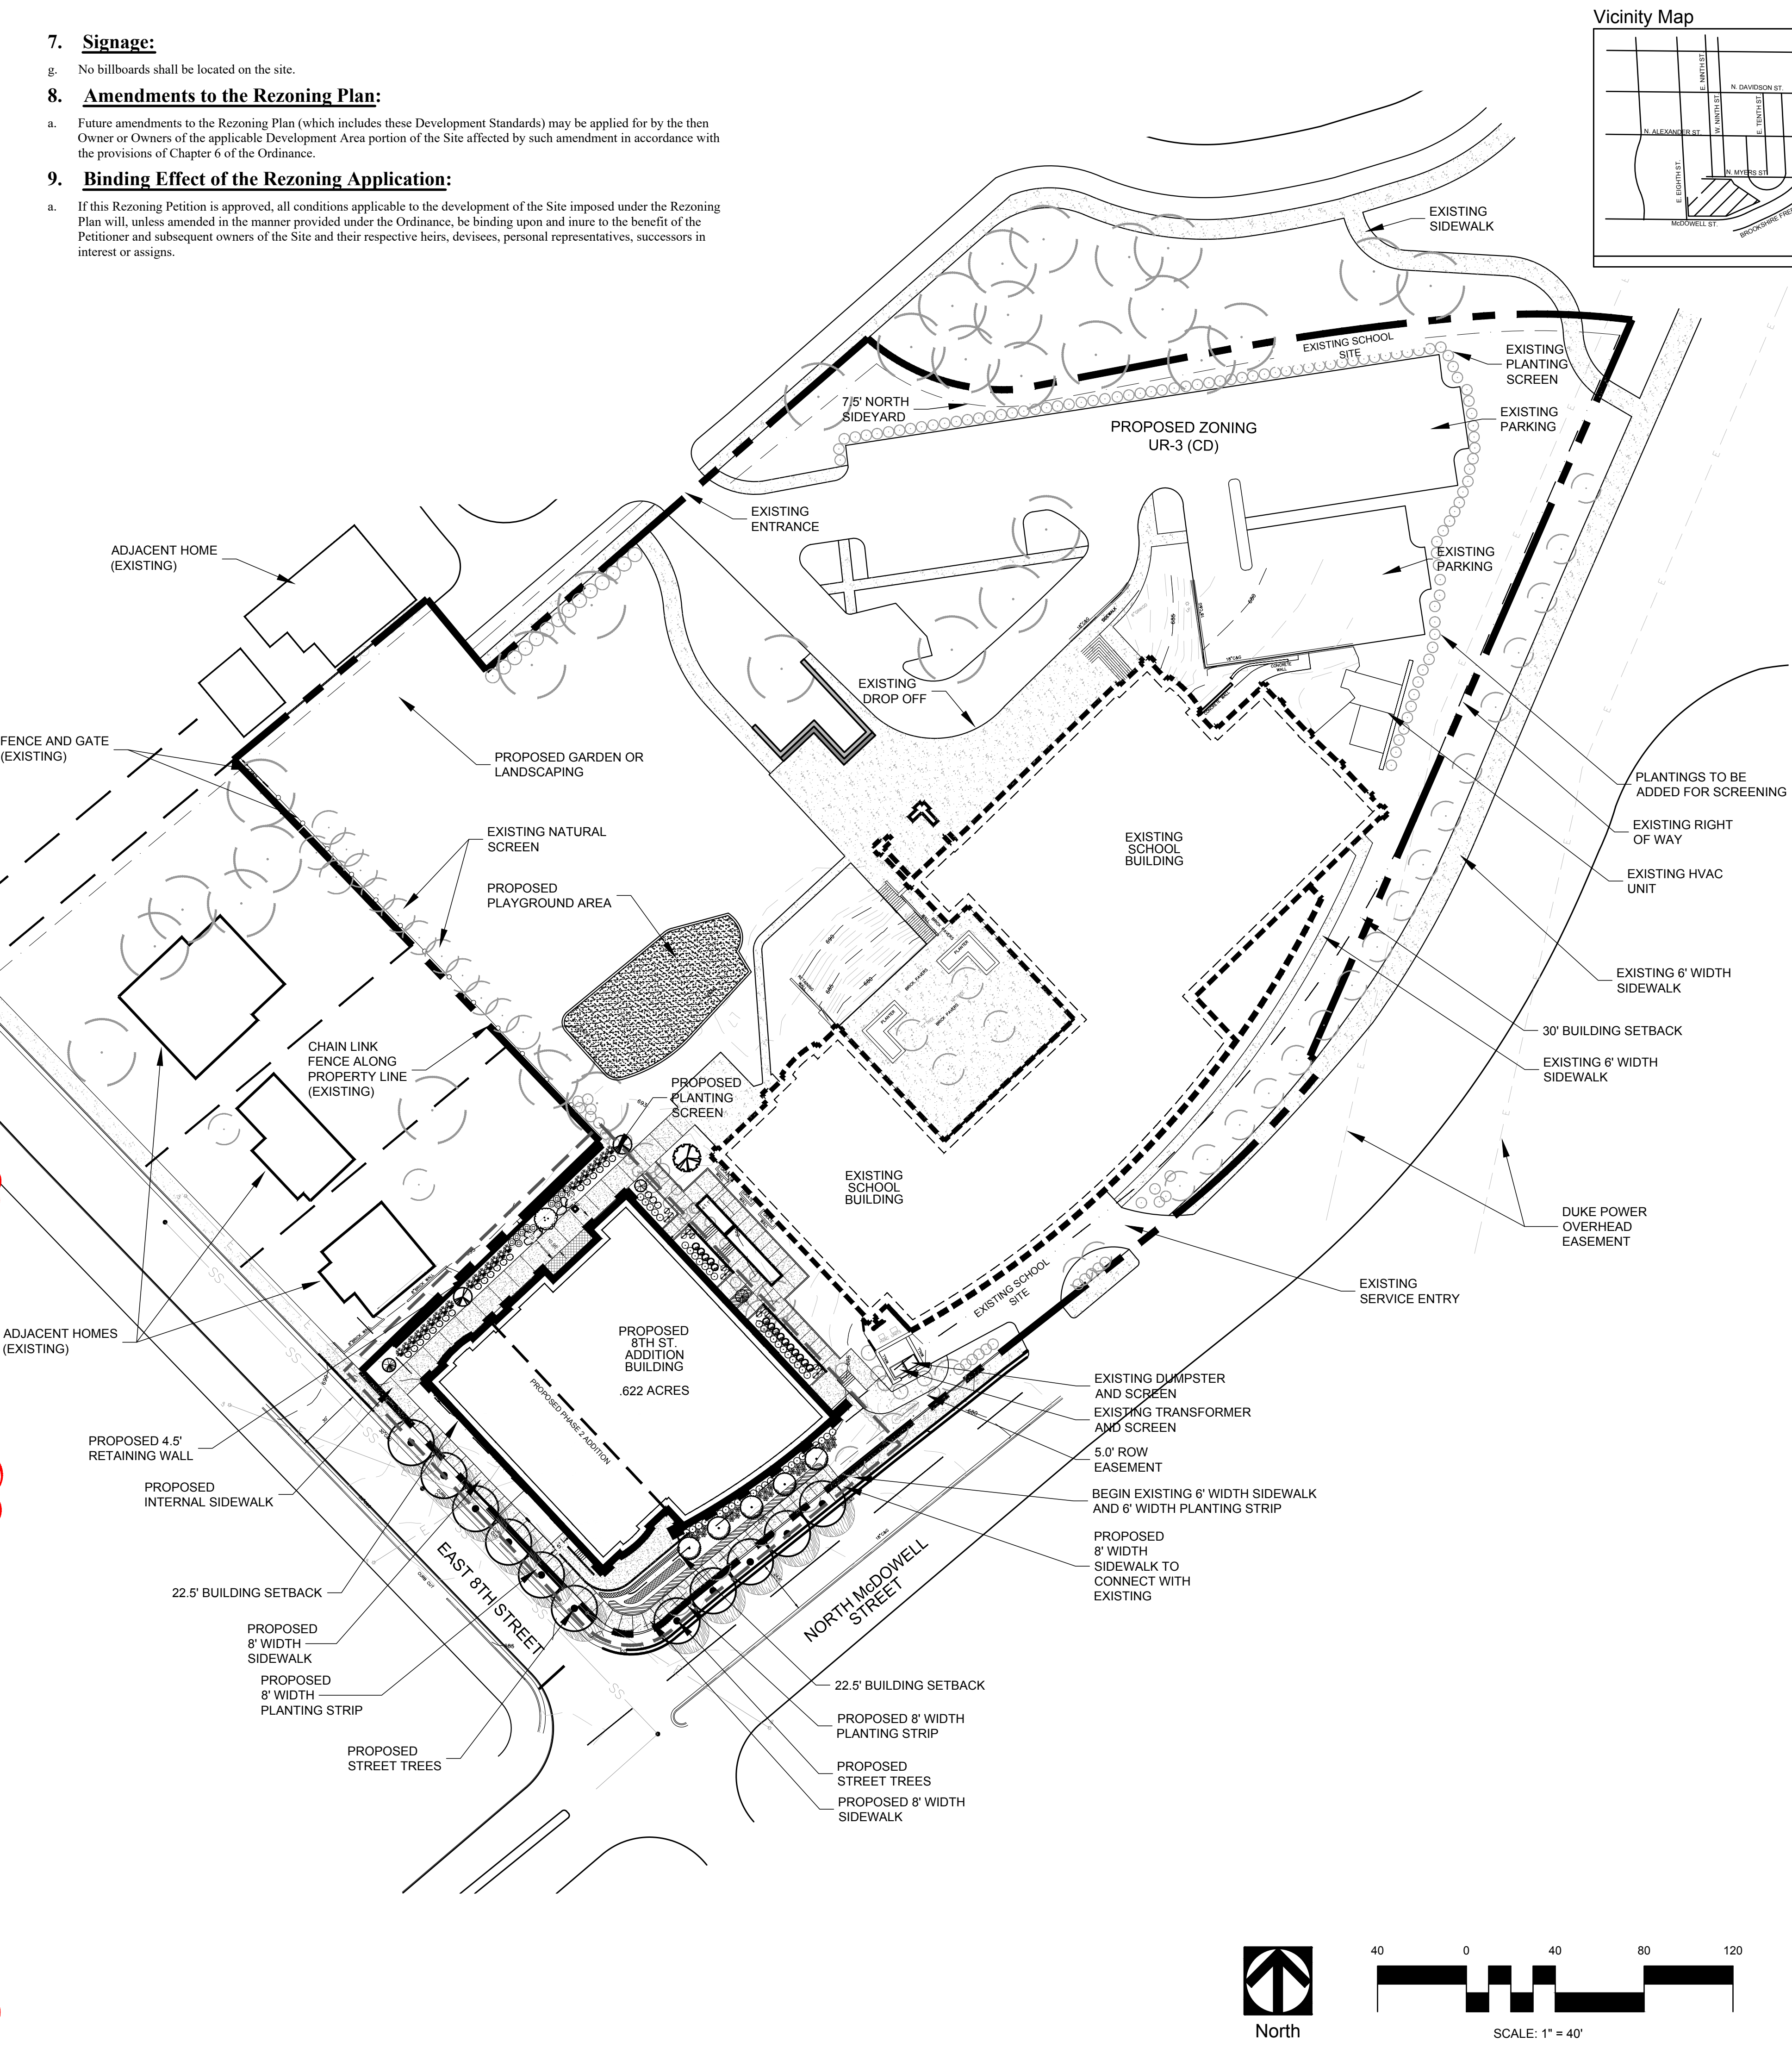 7. Signage:
g. No billboards shall be located on the site.
8. Amendments to the Rezoning Plan:
a. Future amendments to the Rezoning Plan (which includes these Development Standards) may be applied for by the then
Owner or Owners of the applicable Development Area portion of the Site affected by such amendment in accordance with
the provisions of Chapter 6 of the Ordinance.
9. Binding Effect of the Rezoning Application:
a. If this Rezoning Petition is approved, all conditions applicable to the development of the Site imposed under the Rezoning
Plan will, unless amended in the manner provided under the Ordinance, be binding upon and inure to the benefit of the
Petitioner and subsequent owners of the Site and their respective heirs, devisees, personal representatives, successors in
interest or assigns.
Vicinity Map
E. NINTH ST.
N. DAVIDSON ST.
W. NINTH ST.
E. TENTH ST.
N. ALEXANDER ST.
E. EIGHTH ST.
N. MYERS ST.
McDOWELL ST.
EXISTING
SIDEWALK
EXISTING SCHOOL
SITE
EXISTING
PLANTING
SCREEN
7.5' NORTH
SIDEYARD
PROPOSED ZONING
UR-3 (CD)
EXISTING
PARKING
EXISTING
ENTRANCE
ADJACENT HOME
(EXISTING)
EXISTING
PARKING
EXISTING
DROP OFF
FENCE AND GATE
(EXISTING)
PROPOSED GARDEN OR
LANDSCAPING
PLANTINGS TO BE
ADDED FOR SCREENING
EXISTING NATURAL
SCREEN
EXISTING
SCHOOL
BUILDING
EXISTING RIGHT
OF WAY
EXISTING HVAC
UNIT
PROPOSED
PLAYGROUND AREA
PLANTER
BRICK PAVERS
PLANTER
BRICK PAVERS
EXISTING 6' WIDTH
SIDEWALK
30' BUILDING SETBACK
CHAIN LINK
FENCE ALONG
PROPERTY LINE
(EXISTING)
EXISTING 6' WIDTH
SIDEWALK
PROPOSED
PLANTING
SCREEN
EXISTING
SCHOOL
BUILDING
DUKE POWER
OVERHEAD
EASEMENT
EXISTING SCHOOL
SITE
EXISTING
SERVICE ENTRY
ADJACENT HOMES
(EXISTING)
PROPOSED
8TH ST.
ADDITION
BUILDING
.622 ACRES
PROPOSED PHASE 2 ADDITION
EXISTING DUMPSTER
AND SCREEN
EXISTING TRANSFORMER
AND SCREEN
5.0' ROW
EASEMENT
PROPOSED 4.5'
RETAINING WALL
PROPOSED
INTERNAL SIDEWALK
BEGIN EXISTING 6' WIDTH SIDEWALK
AND 6' WIDTH PLANTING STRIP
PROPOSED
8' WIDTH
SIDEWALK TO
CONNECT WITH
EXISTING
EAST 8TH STREET
NORTH McDOWELL
STREET
22.5' BUILDING SETBACK
PROPOSED
8' WIDTH
SIDEWALK
PROPOSED
8' WIDTH
PLANTING STRIP
PROPOSED
STREET TREES
22.5' BUILDING SETBACK
PROPOSED 8' WIDTH
PLANTING STRIP
PROPOSED
STREET TREES
PROPOSED 8' WIDTH
SIDEWALK
North
40 0 40 80 120
SCALE: 1" = 40'